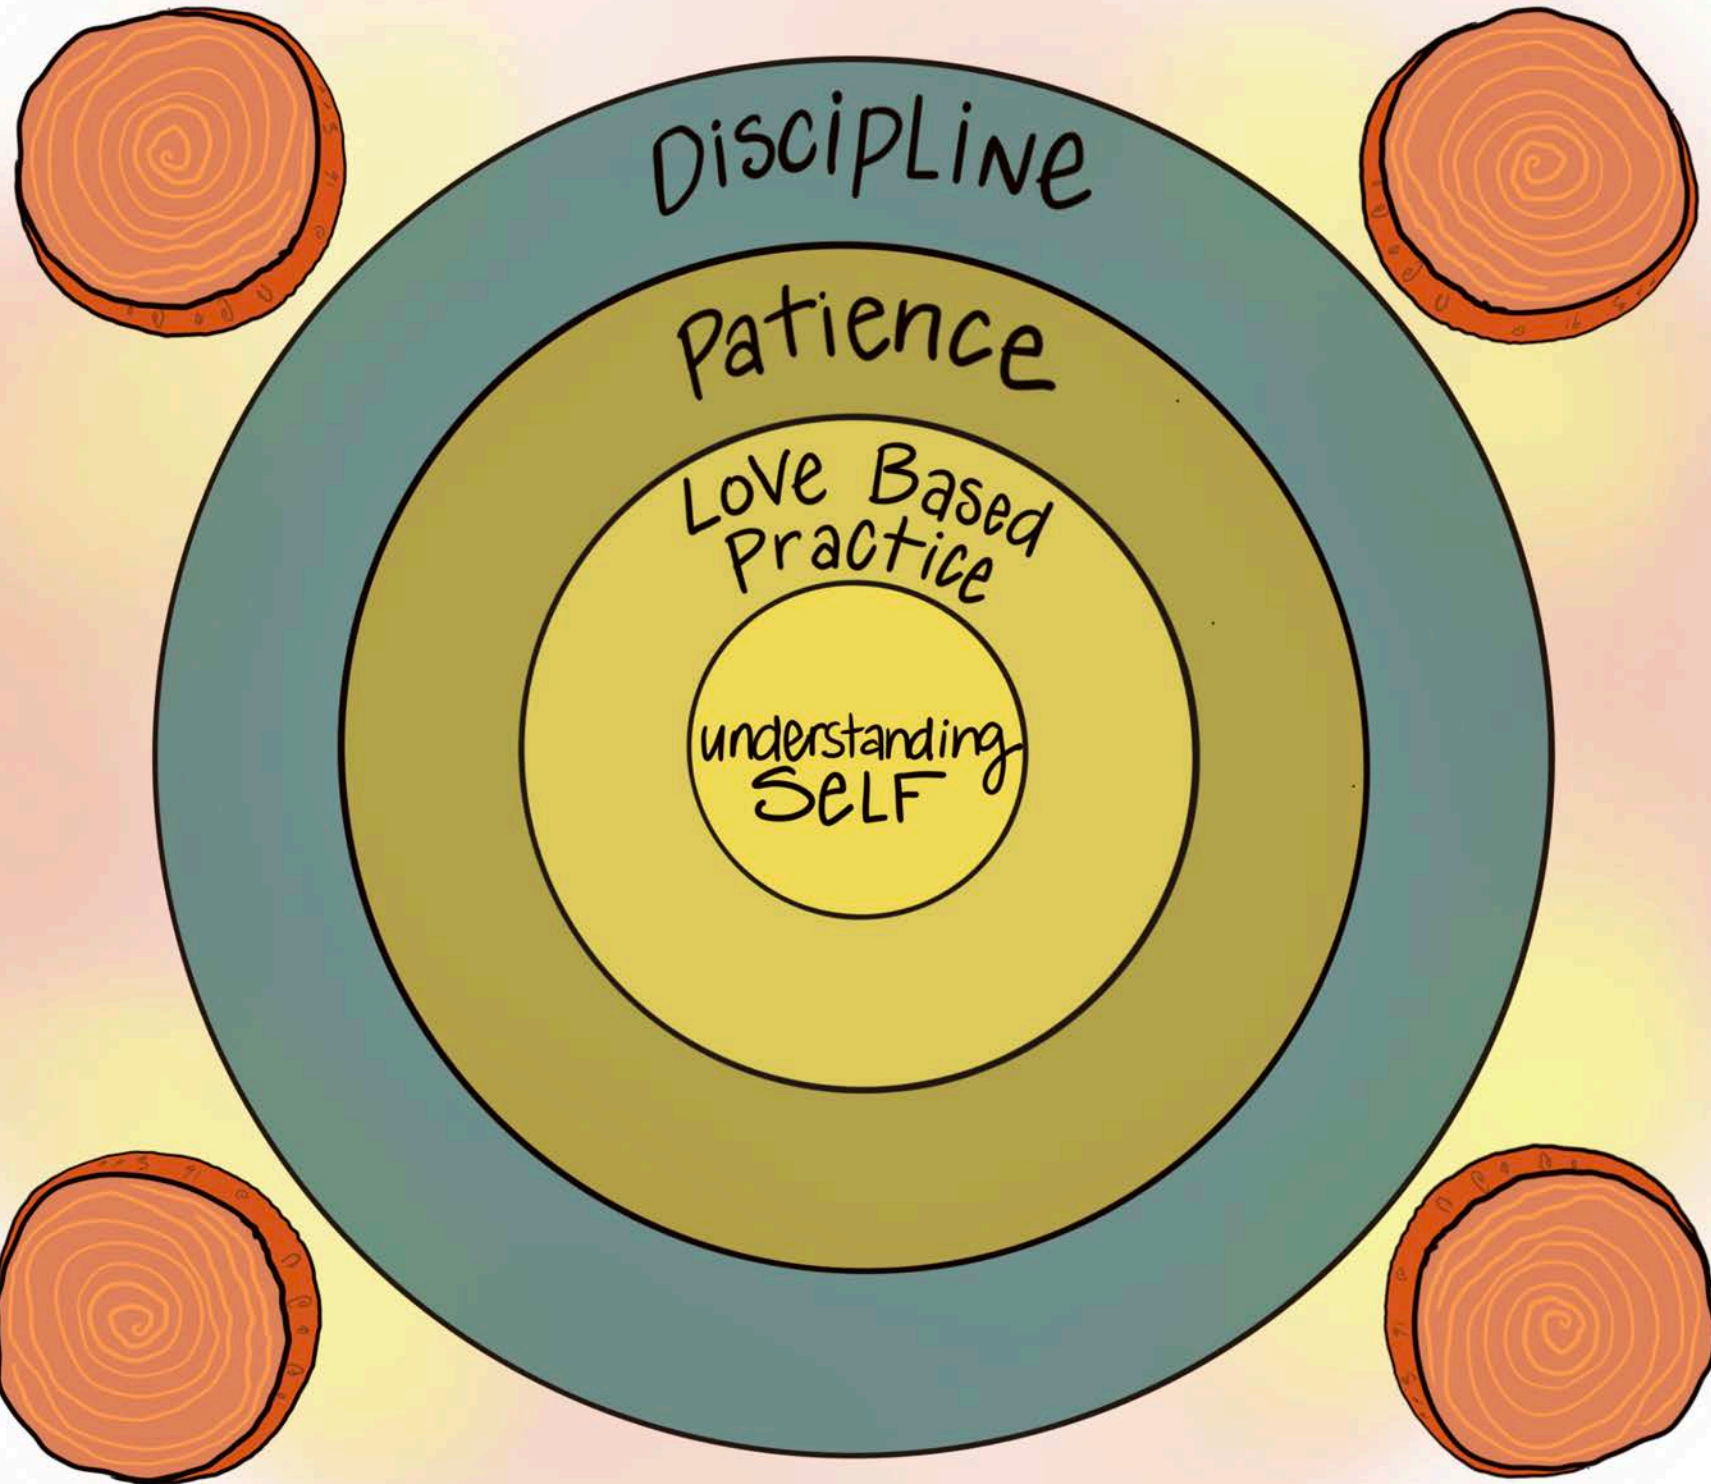 Discipline
Patience
Love Based
Practice
understanding
Self